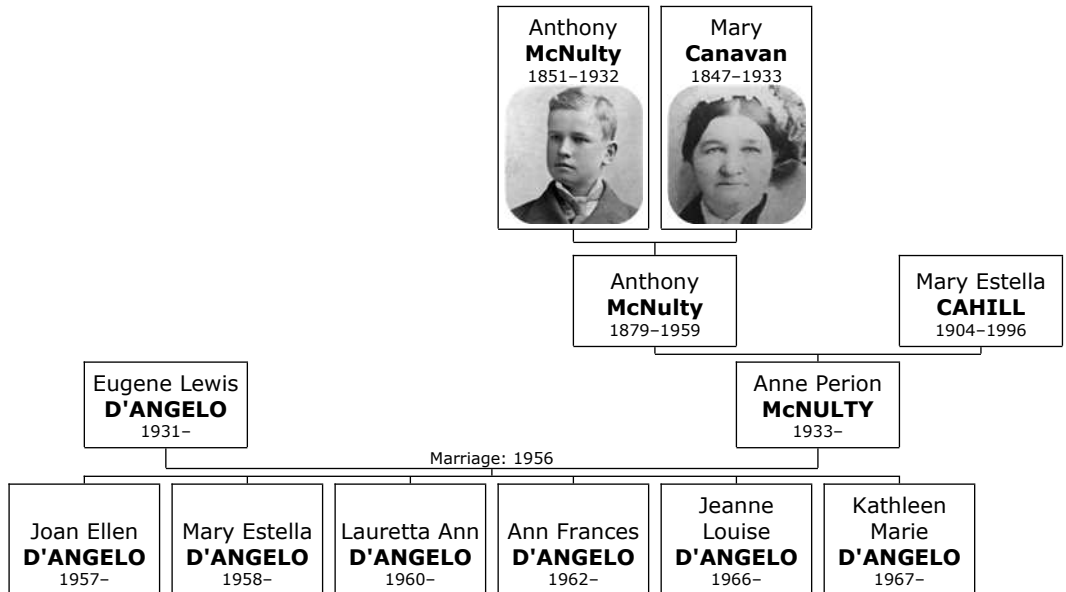 Anthony
McNulty
1851–1932
Mary
Canavan
1847–1933
Anthony
McNulty
1879–1959
Mary Estella
CAHILL
1904–1996
Eugene Lewis
D'ANGELO
1931–
Anne Perion
McNULTY
1933–
Marriage: 1956
Joan Ellen
D'ANGELO
1957–
Mary Estella
D'ANGELO
1958–
Lauretta Ann
D'ANGELO
1960–
Ann Frances
D'ANGELO
1962–
Jeanne
Louise
D'ANGELO
1966–
Kathleen
Marie
D'ANGELO
1967–